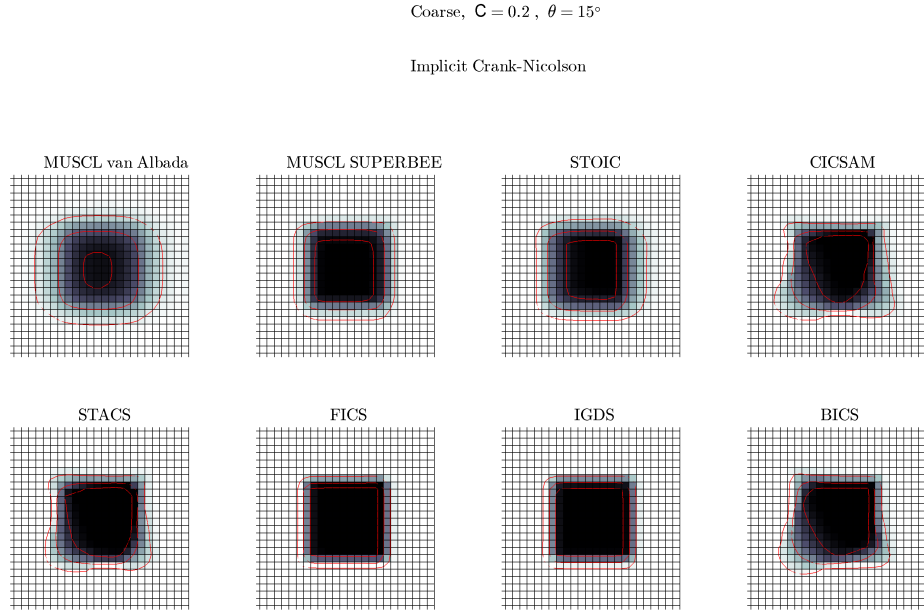 Coarse, C = 0.2 , θ = 15°
Implicit Crank-Nicolson
MUSCL van Albada
MUSCL SUPERBEE
STOIC
CICSAM
STACS
FICS
IGDS
BICS